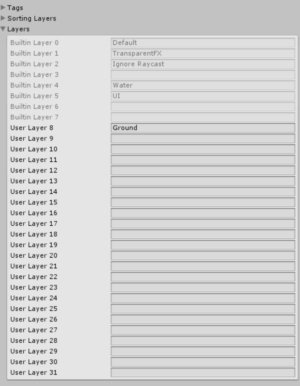 Tags
Sorting Layers
Layers
Builtin Layer 0 Default
Builtin Layer 1 TransparentFX
Builtin Layer 2 Ignore Raycast
Builtin Layer 3
Builtin Layer 4 Water
Builtin Layer 5 UI
Builtin Layer 6
Builtin Layer 7
User Layer 8 Ground
User Layer 9
User Layer 10
User Layer 11
User Layer 12
User Layer 13
User Layer 14
User Layer 15
User Layer 16
User Layer 17
User Layer 18
User Layer 19
User Layer 20
User Layer 21
User Layer 22
User Layer 23
User Layer 24
User Layer 25
User Layer 26
User Layer 27
User Layer 28
User Layer 29
User Layer 30
User Layer 31